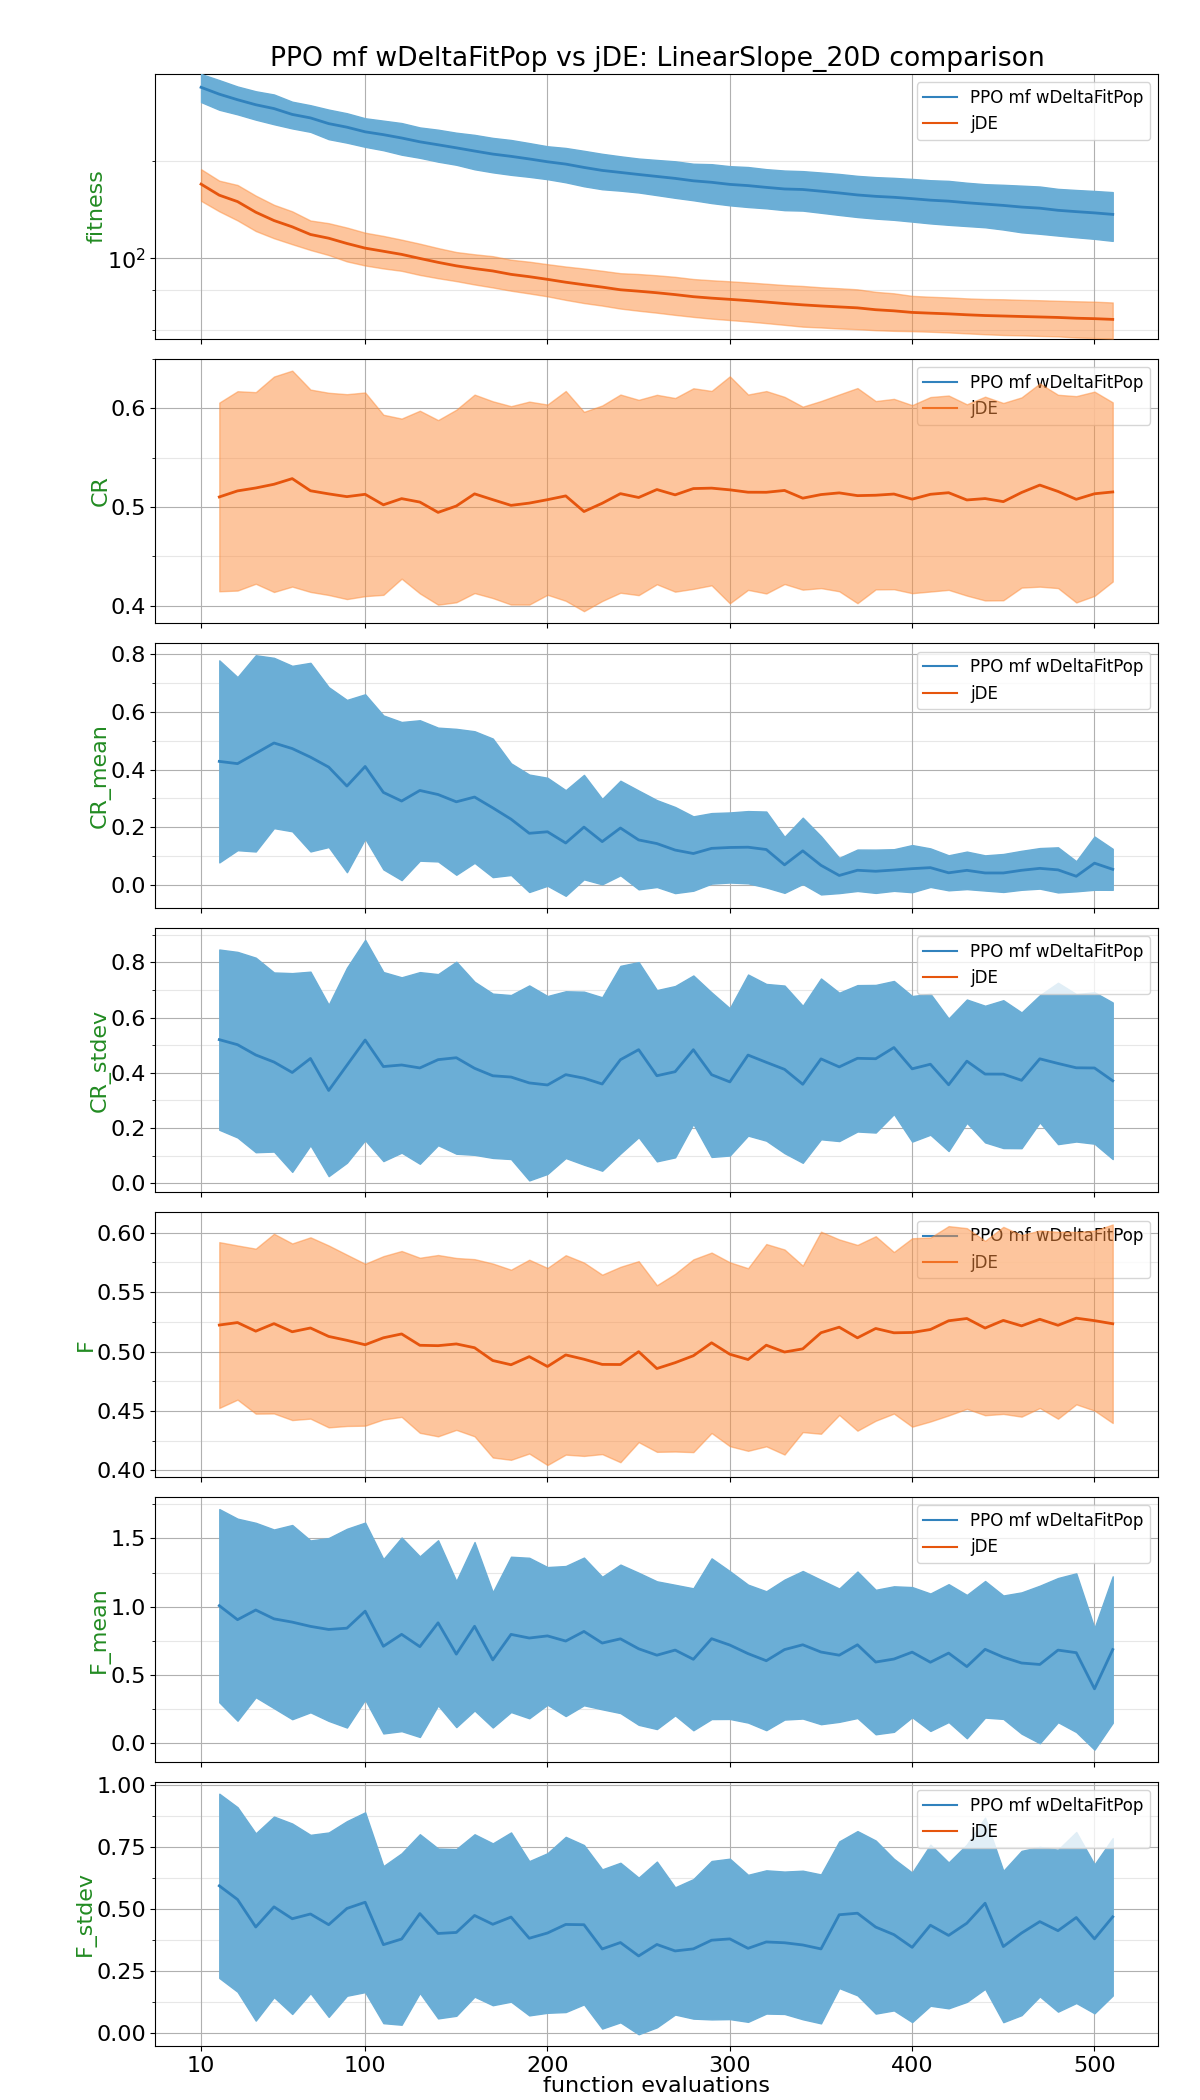 PPO mf wDeltaFitPop vs jDE: LinearSlope_20D comparison
PPO mf wDeltaFitPop
jDE
fitness
10²
PPO mf wDeltaFitPop
jDE
CR
0.6
0.5
0.4
PPO mf wDeltaFitPop
jDE
CR_mean
0.8
0.6
0.4
0.2
0.0
PPO mf wDeltaFitPop
jDE
CR_stdev
0.8
0.6
0.4
0.2
0.0
PPO mf wDeltaFitPop
jDE
F
0.60
0.55
0.50
0.45
0.40
PPO mf wDeltaFitPop
jDE
F_mean
1.5
1.0
0.5
0.0
PPO mf wDeltaFitPop
jDE
F_stdev
1.00
0.75
0.50
0.25
0.00
10 100 200 300 400 500
function evaluations